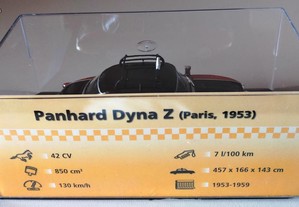 Panhard Dyna Z (Paris, 1953)
42 CV 7 l/100 km
850 cm³ 457 x 166 x 143 cm
130 km/h 1953-1959